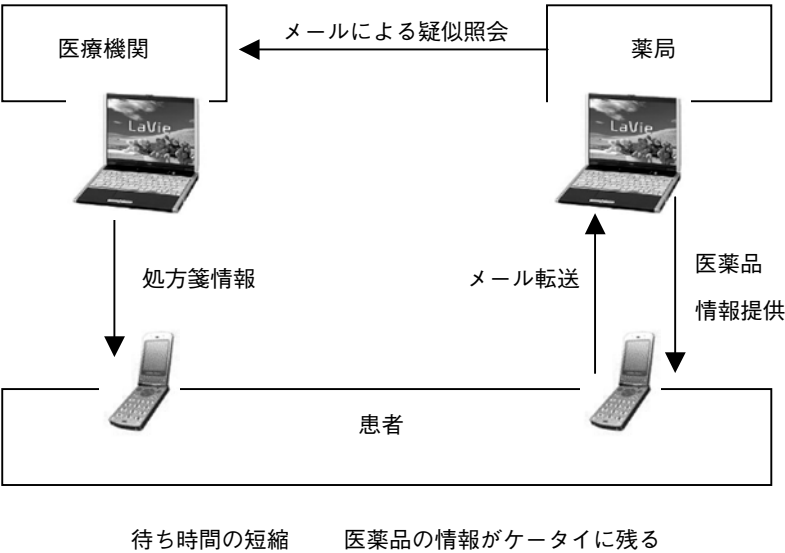 メールによる疑似照会
医療機関
薬局
LaVie
LaVie
処方箋情報
メール転送
医薬品
情報提供
患者
待ち時間の短縮 医薬品の情報がケータイに残る